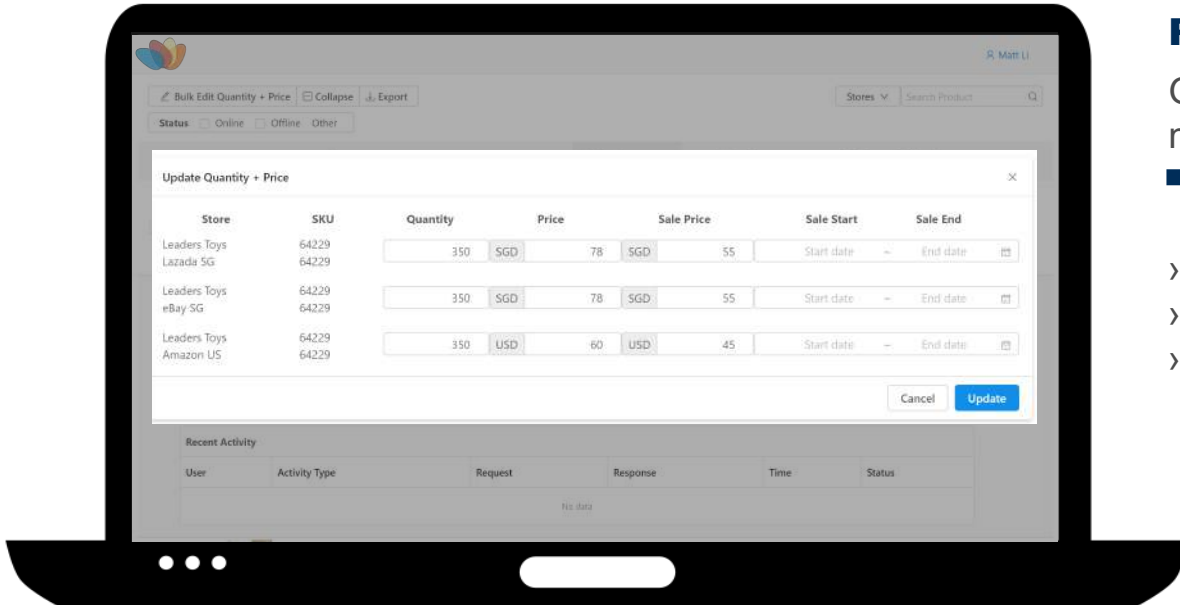 Matt Li
Bulk Edit Quantity + Price Collapse Export Stores Search Product
Status Online Offline Other
Update Quantity + Price
Store SKU Quantity Price Sale Price Sale Start Sale End
Leaders Toys 64229
Lazada SG 64229
350 SGD 78 SGD 55 Start date – End date
Leaders Toys 64229
eBay SG 64229
350 SGD 78 SGD 55 Start date – End date
Leaders Toys 64229
Amazon US 64229
350 USD 60 USD 45 Start date – End date
Cancel Update
Recent Activity
User Activity Type Request Response Time Status
No data